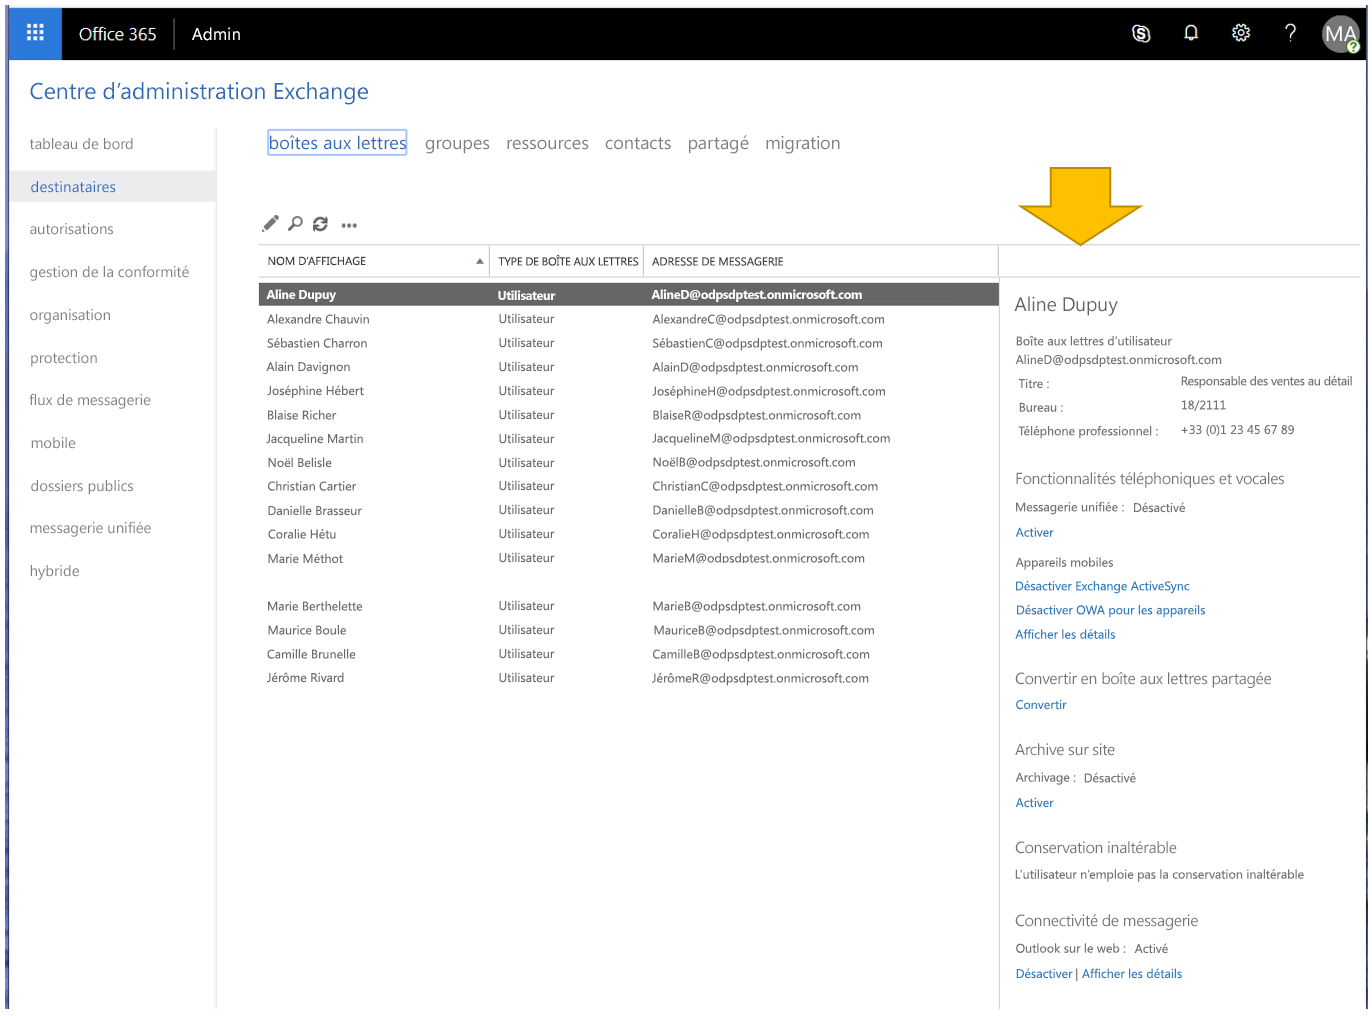 Office 365 Admin
MA
Centre d'administration Exchange
tableau de bord
destinataires
autorisations
gestion de la conformité
organisation
protection
flux de messagerie
mobile
dossiers publics
messagerie unifiée
hybride
boîtes aux lettres groupes ressources contacts partagé migration
NOM D'AFFICHAGE TYPE DE BOÎTE AUX LETTRES ADRESSE DE MESSAGERIE
Aline Dupuy Utilisateur AlineD@odpsdptest.onmicrosoft.com
Alexandre Chauvin Utilisateur AlexandreC@odpsdptest.onmicrosoft.com
Sébastien Charron Utilisateur SébastienC@odpsdptest.onmicrosoft.com
Alain Davignon Utilisateur AlainD@odpsdptest.onmicrosoft.com
Joséphine Hébert Utilisateur JoséphineH@odpsdptest.onmicrosoft.com
Blaise Richer Utilisateur BlaiseR@odpsdptest.onmicrosoft.com
Jacqueline Martin Utilisateur JacquelineM@odpsdptest.onmicrosoft.com
Noël Belisle Utilisateur NoëlB@odpsdptest.onmicrosoft.com
Christian Cartier Utilisateur ChristianC@odpsdptest.onmicrosoft.com
Danielle Brasseur Utilisateur DanielleB@odpsdptest.onmicrosoft.com
Coralie Hétu Utilisateur CoralieH@odpsdptest.onmicrosoft.com
Marie Méthot Utilisateur MarieM@odpsdptest.onmicrosoft.com
Marie Berthelette Utilisateur MarieB@odpsdptest.onmicrosoft.com
Maurice Boule Utilisateur MauriceB@odpsdptest.onmicrosoft.com
Camille Brunelle Utilisateur CamilleB@odpsdptest.onmicrosoft.com
Jérôme Rivard Utilisateur JérômeR@odpsdptest.onmicrosoft.com
Aline Dupuy
Boîte aux lettres d'utilisateur
AlineD@odpsdptest.onmicrosoft.com
Titre : Responsable des ventes au détail
Bureau : 18/2111
Téléphone professionnel : +33 (0)1 23 45 67 89
Fonctionnalités téléphoniques et vocales
Messagerie unifiée : Désactivé
Activer
Appareils mobiles
Désactiver Exchange ActiveSync
Désactiver OWA pour les appareils
Afficher les détails
Convertir en boîte aux lettres partagée
Convertir
Archive sur site
Archivage : Désactivé
Activer
Conservation inaltérable
L'utilisateur n'emploie pas la conservation inaltérable
Connectivité de messagerie
Outlook sur le web : Activé
Désactiver | Afficher les détails